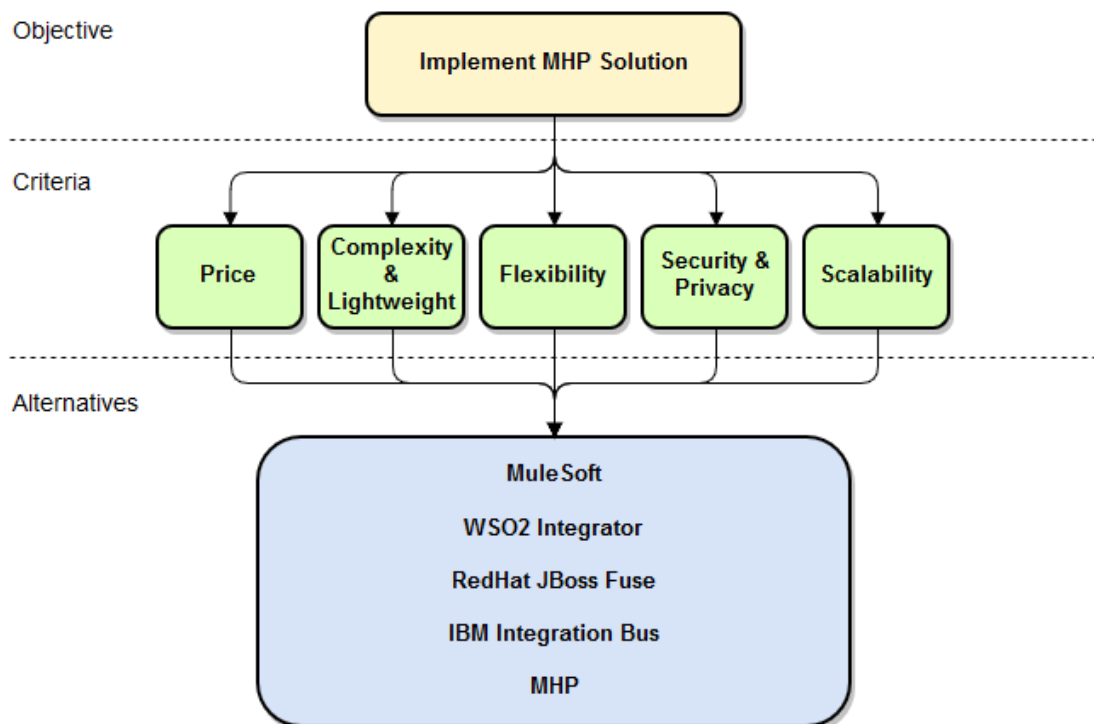 Objective
Implement MHP Solution
Criteria
Price
Complexity
&
Lightweight
Flexibility
Security &
Privacy
Scalability
Alternatives
MuleSoft
WSO2 Integrator
RedHat JBoss Fuse
IBM Integration Bus
MHP